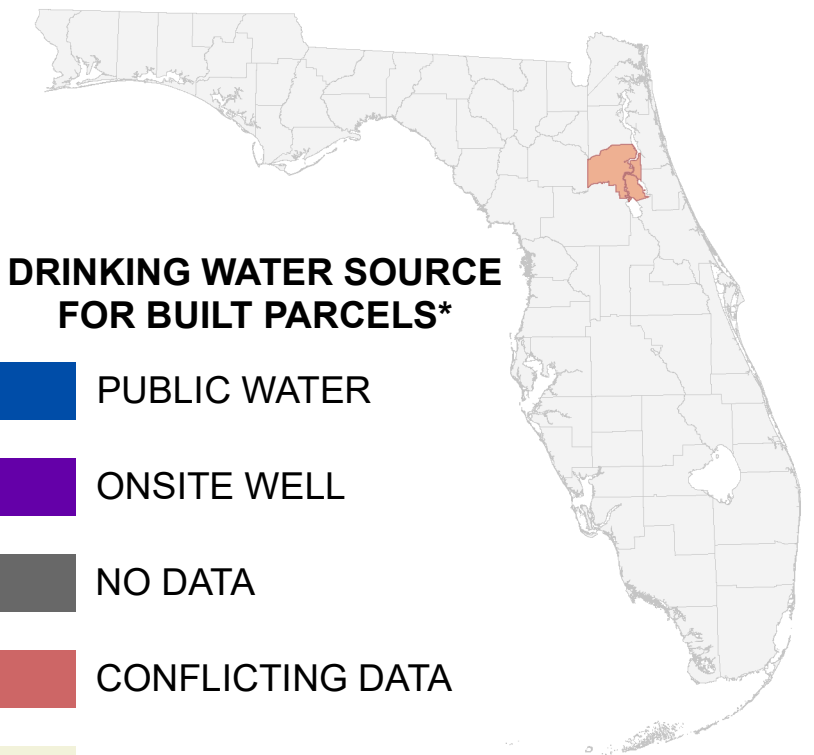 DRINKING WATER SOURCE
FOR BUILT PARCELS*
PUBLIC WATER
ONSITE WELL
NO DATA
CONFLICTING DATA